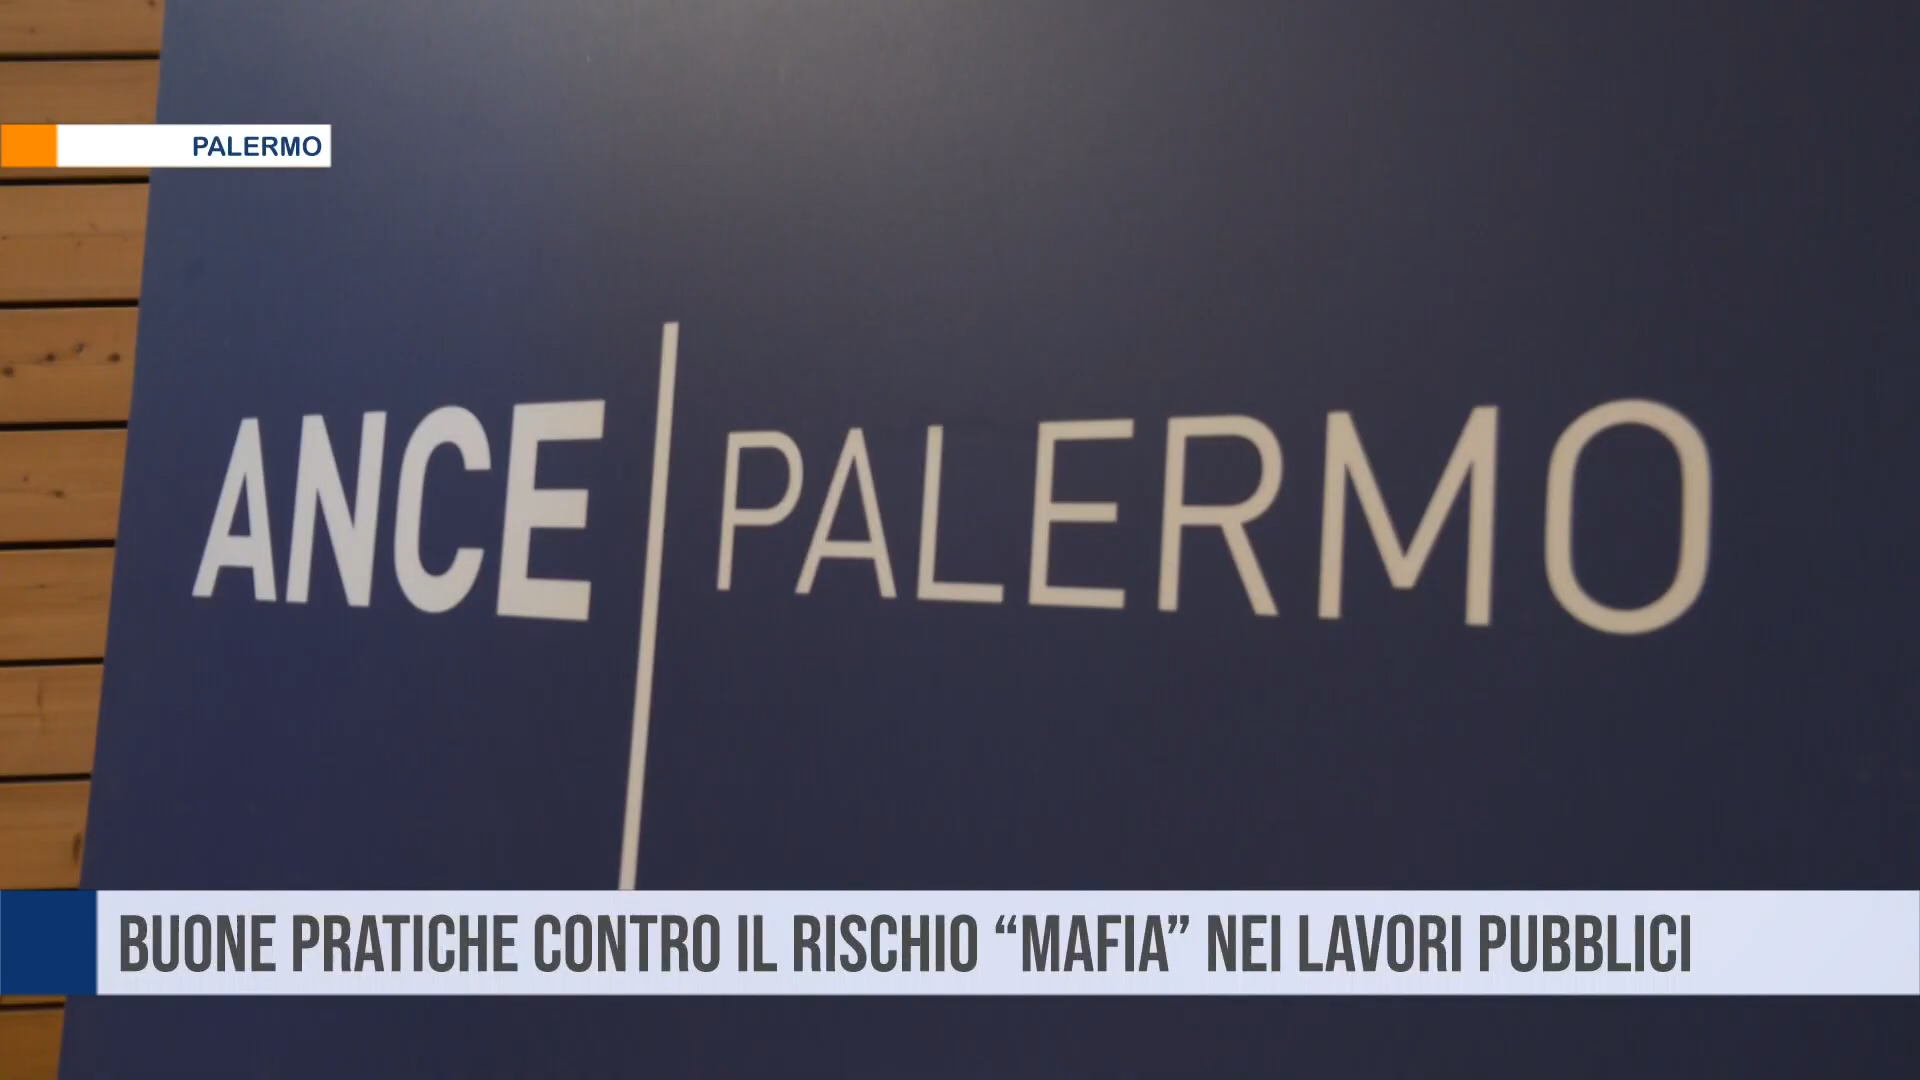 PALERMO
ANCE | PALERMO
BUONE PRATICHE CONTRO IL RISCHIO “MAFIA” NEI LAVORI PUBBLICI